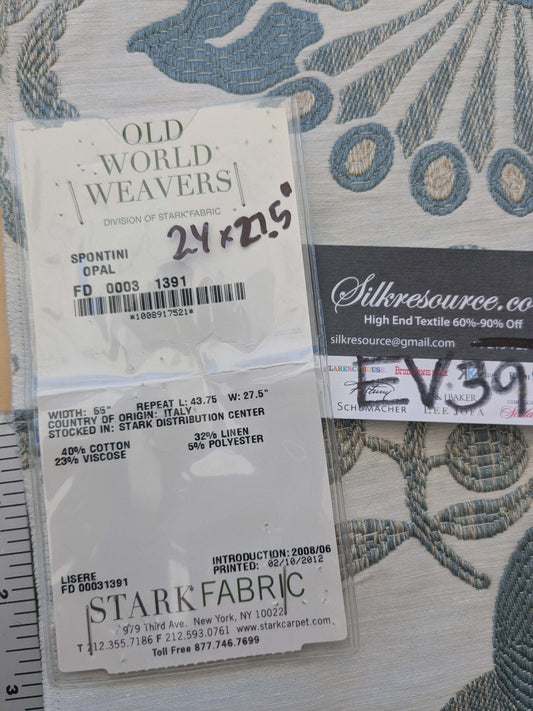 OLD
WORLD
WEAVERS
DIVISION OF STARK FABRIC
24 x 27.5"
SPONTINI
OPAL
FD 0003 1391
*1008917521*
WIDTH: 55" REPEAT L: 43.75 W: 27.5"
COUNTRY OF ORIGIN: ITALY
STOCKED IN: STARK DISTRIBUTION CENTER
40% COTTON 32% LINEN
23% VISCOSE 5% POLYESTER
INTRODUCTION: 2008/06
PRINTED: 02/10/2012
LISERE
FD 00031391
STARK FABRIC
979 Third Ave. New York, NY 10022
T 212.355.7186 F 212.593.0761 www.starkcarpet.com
Toll Free 877.746.7699
Silkresource.co
High End Textile 60%-90% Off
silkresource@gmail.com
EV39
SCHUMACHER
LEE JOFA
2
3